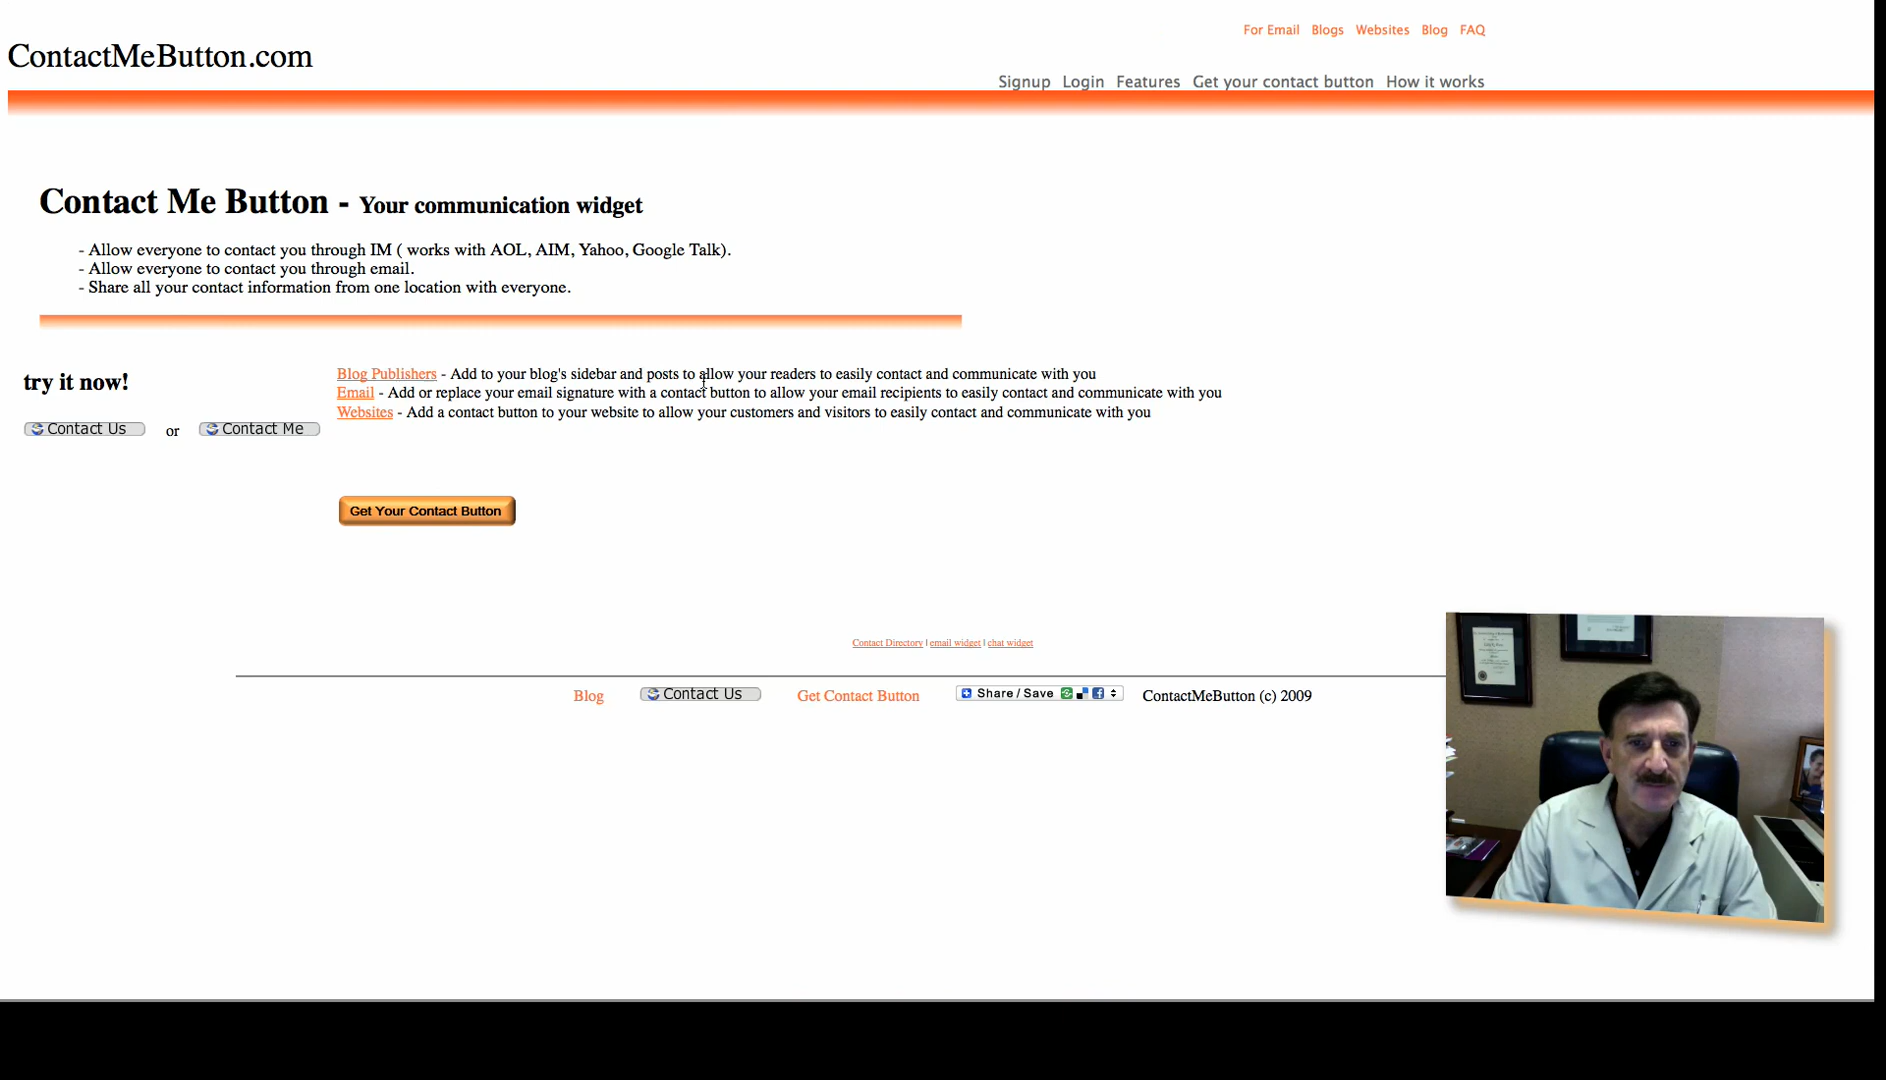 For Email Blogs Websites Blog FAQ
ContactMeButton.com
Signup Login Features Get your contact button How it works
Contact Me Button - Your communication widget
- Allow everyone to contact you through IM ( works with AOL, AIM, Yahoo, Google Talk).
- Allow everyone to contact you through email.
- Share all your contact information from one location with everyone.
try it now!
Contact Us or Contact Me
Blog Publishers - Add to your blog's sidebar and posts to allow your readers to easily contact and communicate with you
Email - Add or replace your email signature with a contact button to allow your email recipients to easily contact and communicate with you
Websites - Add a contact button to your website to allow your customers and visitors to easily contact and communicate with you
Get Your Contact Button
Contact Directory | email widget | chat widget
Blog Contact Us Get Contact Button Share / Save ContactMeButton (c) 2009